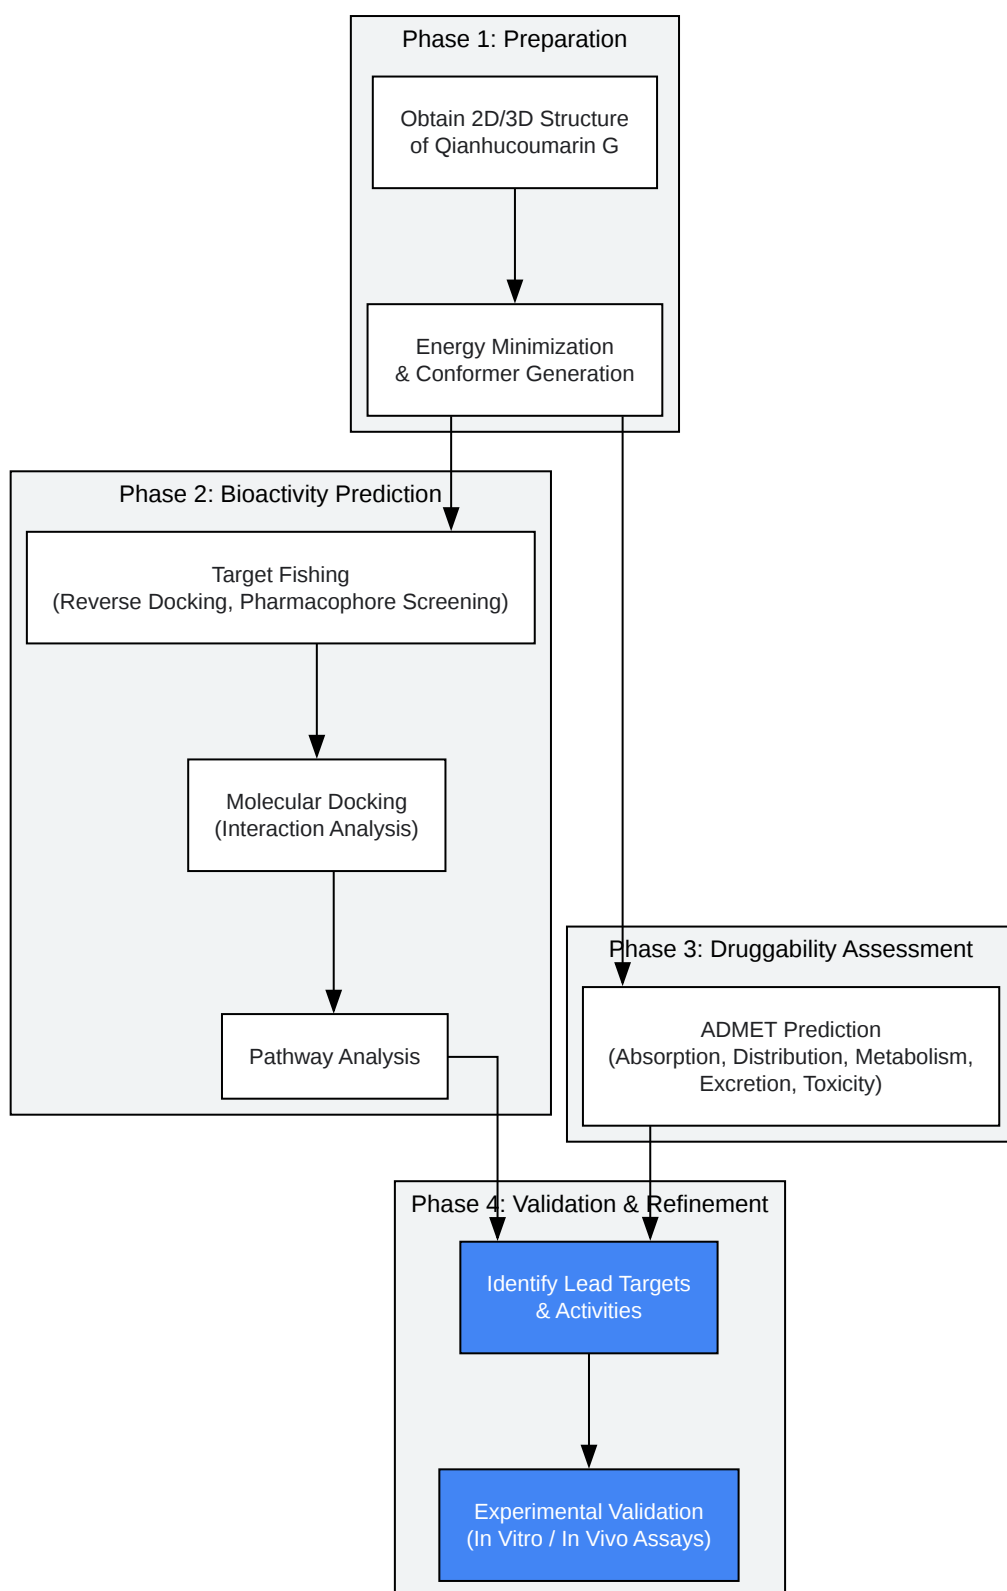 Phase 1: Preparation
Obtain 2D/3D Structure
of Qianhucoumarin G
Energy Minimization
& Conformer Generation
Phase 2: Bioactivity Prediction
Target Fishing
(Reverse Docking, Pharmacophore Screening)
Molecular Docking
(Interaction Analysis)
Pathway Analysis
Phase 3: Druggability Assessment
ADMET Prediction
(Absorption, Distribution, Metabolism,
Excretion, Toxicity)
Phase 4: Validation & Refinement
Identify Lead Targets
& Activities
Experimental Validation
(In Vitro / In Vivo Assays)